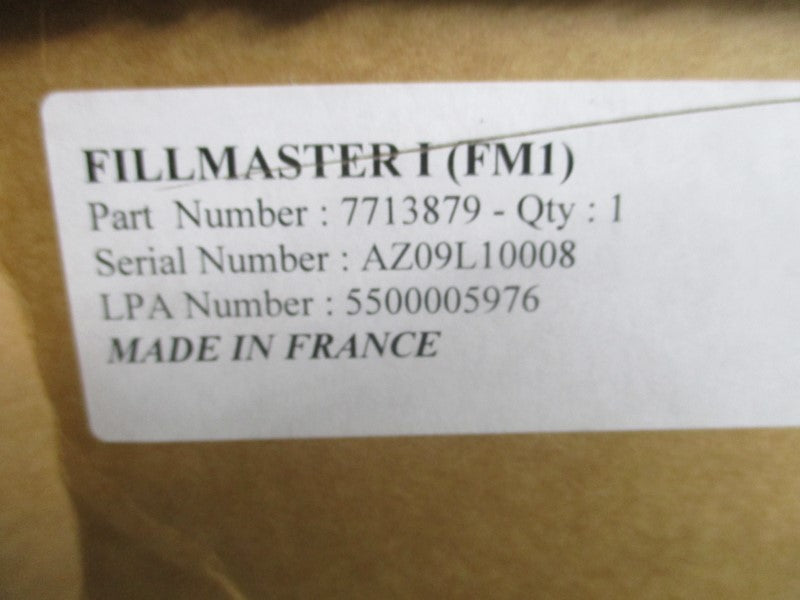 FILLMASTER I (FM1)
Part Number : 7713879 - Qty : 1
Serial Number : AZ09L10008
LPA Number : 5500005976
MADE IN FRANCE